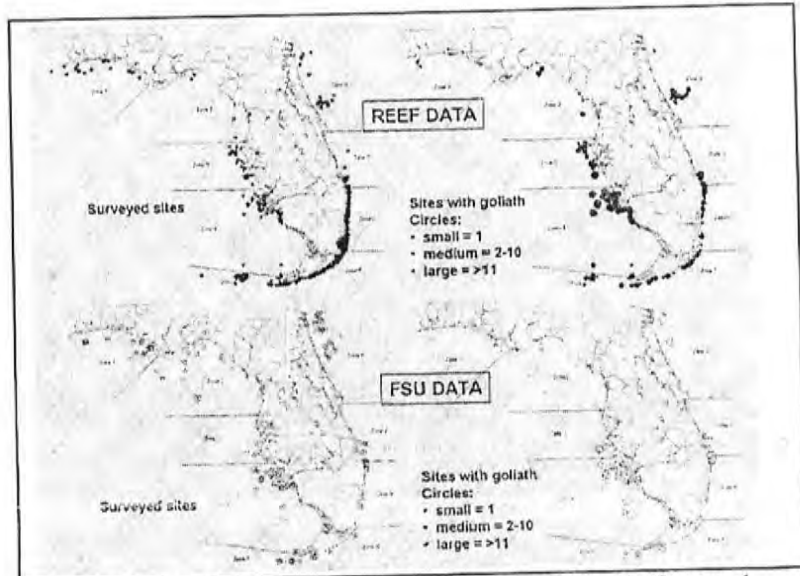 REEF DATA
Surveyed sites
Sites with goliath
Circles:
• small = 1
• medium = 2-10
• large = >11
FSU DATA
Surveyed sites
Sites with goliath
Circles:
• small = 1
• medium = 2-10
• large = >11